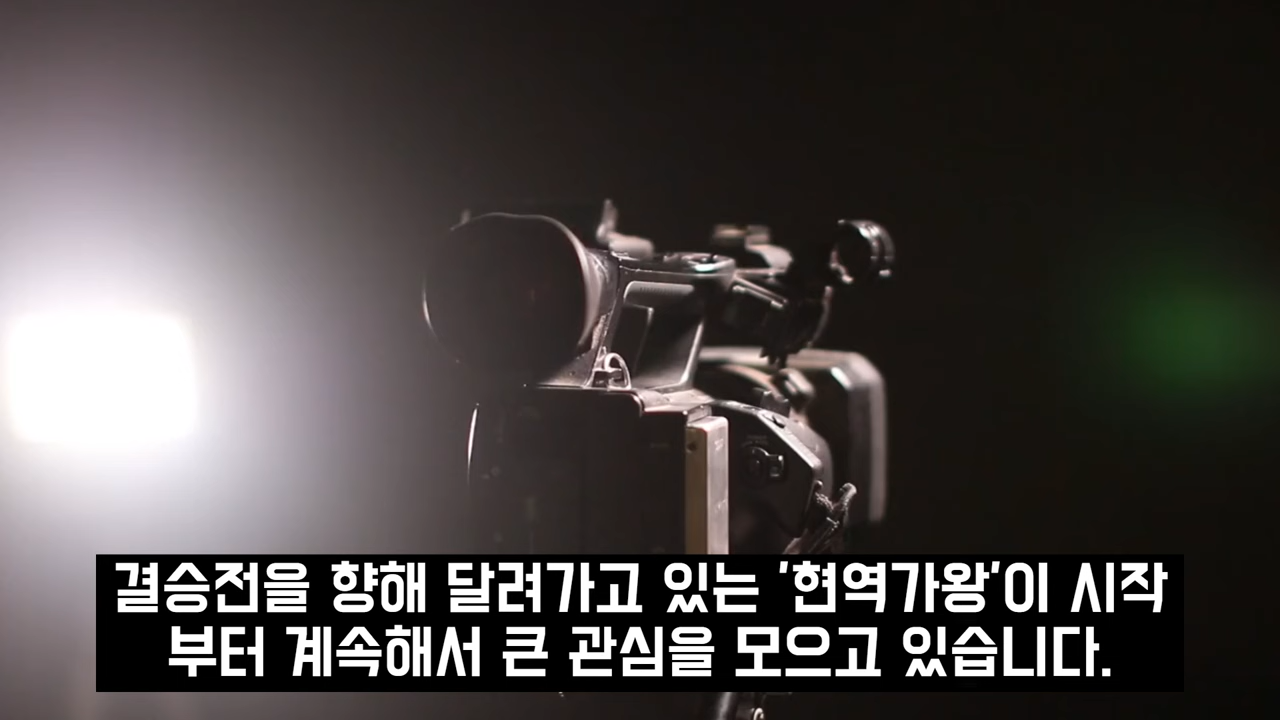 결승전을 향해 달려가고 있는 '현역가왕'이 시작
부터 계속해서 큰 관심을 모으고 있습니다.